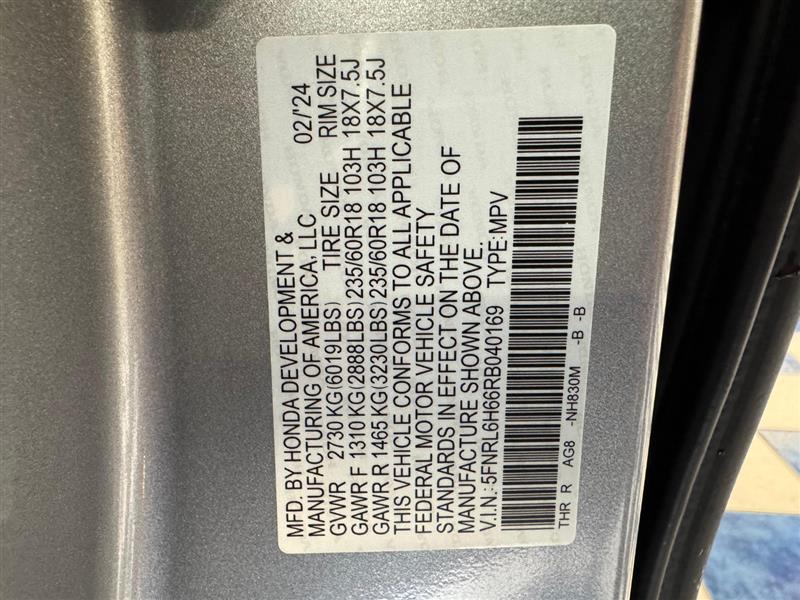 MFD. BY HONDA DEVELOPMENT &
MANUFACTURING OF AMERICA, LLC 02/'24
GVWR 2730 KG(6019LBS) TIRE SIZE RIM SIZE
GAWR F 1310 KG(2888LBS)235/60R18 103H 18X7.5J
GAWR R 1465 KG(3230LBS)235/60R18 103H 18X7.5J
THIS VEHICLE CONFORMS TO ALL APPLICABLE
FEDERAL MOTOR VEHICLE SAFETY
STANDARDS IN EFFECT ON THE DATE OF
MANUFACTURE SHOWN ABOVE.
V.I.N.:5FNRL6H66RB040169 TYPE:MPV
THR R AG8 -NH830M -B -B